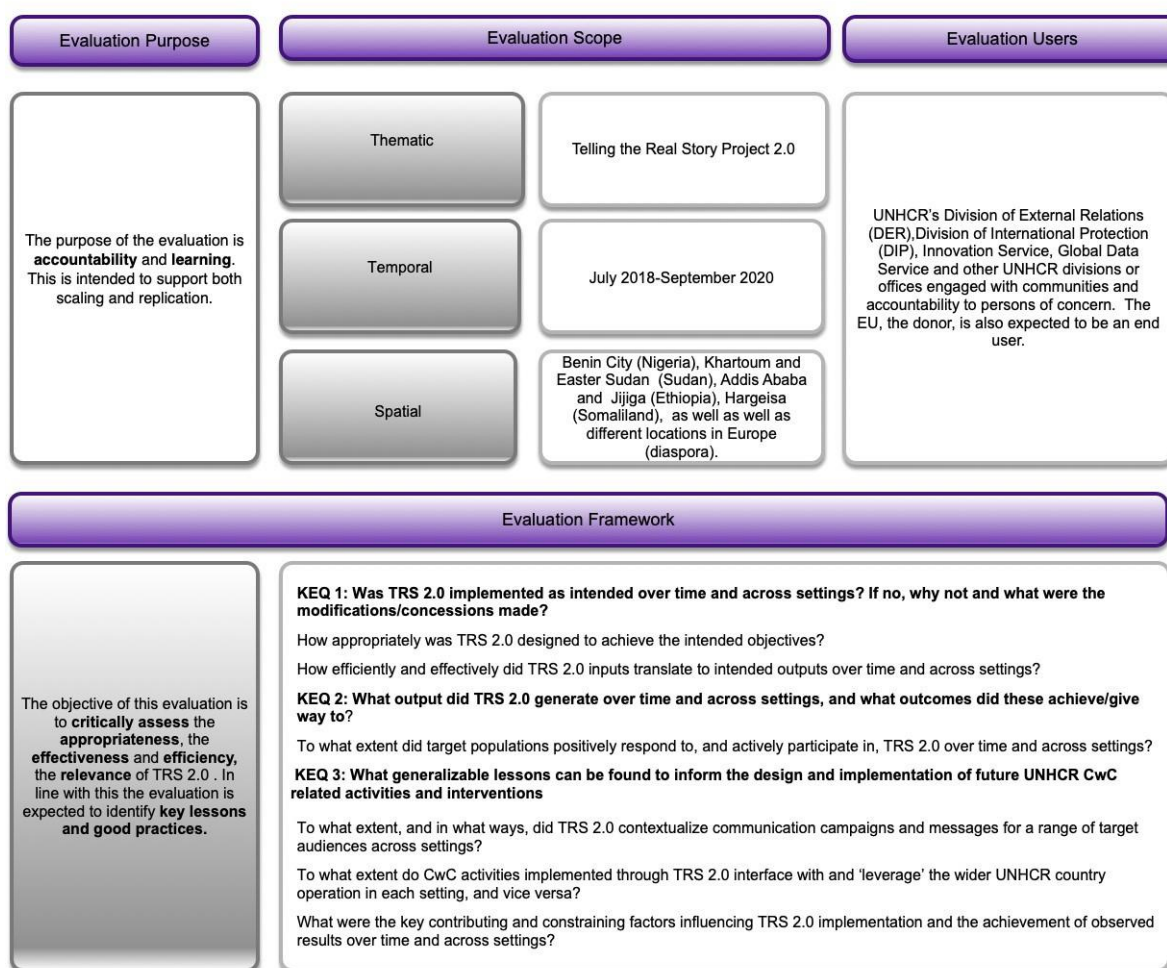 Evaluation Purpose
Evaluation Scope
Evaluation Users
The purpose of the evaluation is
accountability and learning.
This is intended to support both
scaling and replication.
Thematic
Telling the Real Story Project 2.0
Temporal
July 2018-September 2020
Spatial
Benin City (Nigeria), Khartoum and
Easter Sudan (Sudan), Addis Ababa
and Jijiga (Ethiopia), Hargeisa
(Somaliland), as well as well as
different locations in Europe
(diaspora).
UNHCR's Division of External Relations
(DER),Division of International Protection
(DIP), Innovation Service, Global Data
Service and other UNHCR divisions or
offices engaged with communities and
accountability to persons of concern. The
EU, the donor, is also expected to be an end
user.
Evaluation Framework
The objective of this evaluation is
to critically assess the
appropriateness, the
effectiveness and efficiency,
the relevance of TRS 2.0 . In
line with this the evaluation is
expected to identify key lessons
and good practices.
KEQ 1: Was TRS 2.0 implemented as intended over time and across settings? If no, why not and what were the
modifications/concessions made?
How appropriately was TRS 2.0 designed to achieve the intended objectives?
How efficiently and effectively did TRS 2.0 inputs translate to intended outputs over time and across settings?
KEQ 2: What output did TRS 2.0 generate over time and across settings, and what outcomes did these achieve/give
way to?
To what extent did target populations positively respond to, and actively participate in, TRS 2.0 over time and across settings?
KEQ 3: What generalizable lessons can be found to inform the design and implementation of future UNHCR CwC
related activities and interventions
To what extent, and in what ways, did TRS 2.0 contextualize communication campaigns and messages for a range of target
audiences across settings?
To what extent do CwC activities implemented through TRS 2.0 interface with and 'leverage' the wider UNHCR country
operation in each setting, and vice versa?
What were the key contributing and constraining factors influencing TRS 2.0 implementation and the achievement of observed
results over time and across settings?